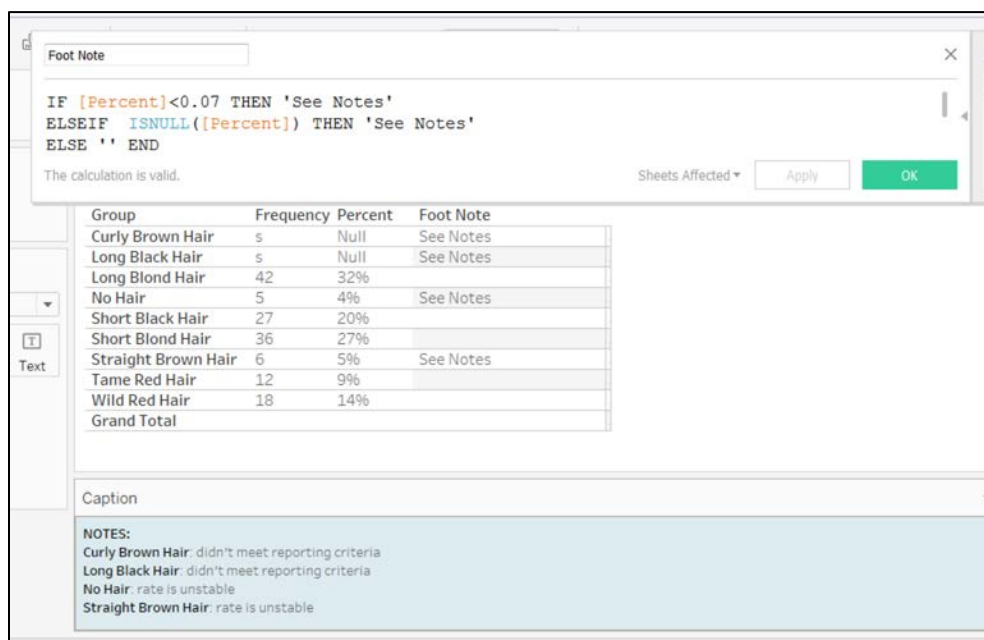 Foot Note
IF [Percent]<0.07 THEN 'See Notes'
ELSEIF ISNULL([Percent]) THEN 'See Notes'
ELSE '' END
The calculation is valid. Sheets Affected Apply OK
Group Frequency Percent Foot Note
Curly Brown Hair s Null See Notes
Long Black Hair s Null See Notes
Long Blond Hair 42 32%
No Hair 5 4% See Notes
Short Black Hair 27 20%
Short Blond Hair 36 27%
Straight Brown Hair 6 5% See Notes
Tame Red Hair 12 9%
Wild Red Hair 18 14%
Grand Total
Text
Caption
NOTES:
Curly Brown Hair: didn't meet reporting criteria
Long Black Hair: didn't meet reporting criteria
No Hair: rate is unstable
Straight Brown Hair: rate is unstable